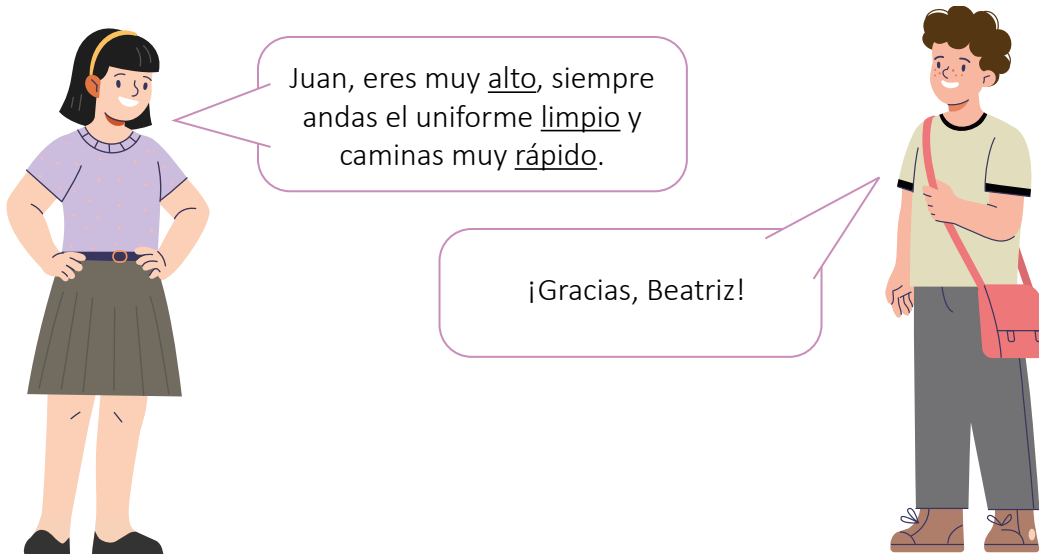 Juan, eres muy alto, siempre
andas el uniforme limpio y
caminas muy rápido.
¡Gracias, Beatriz!